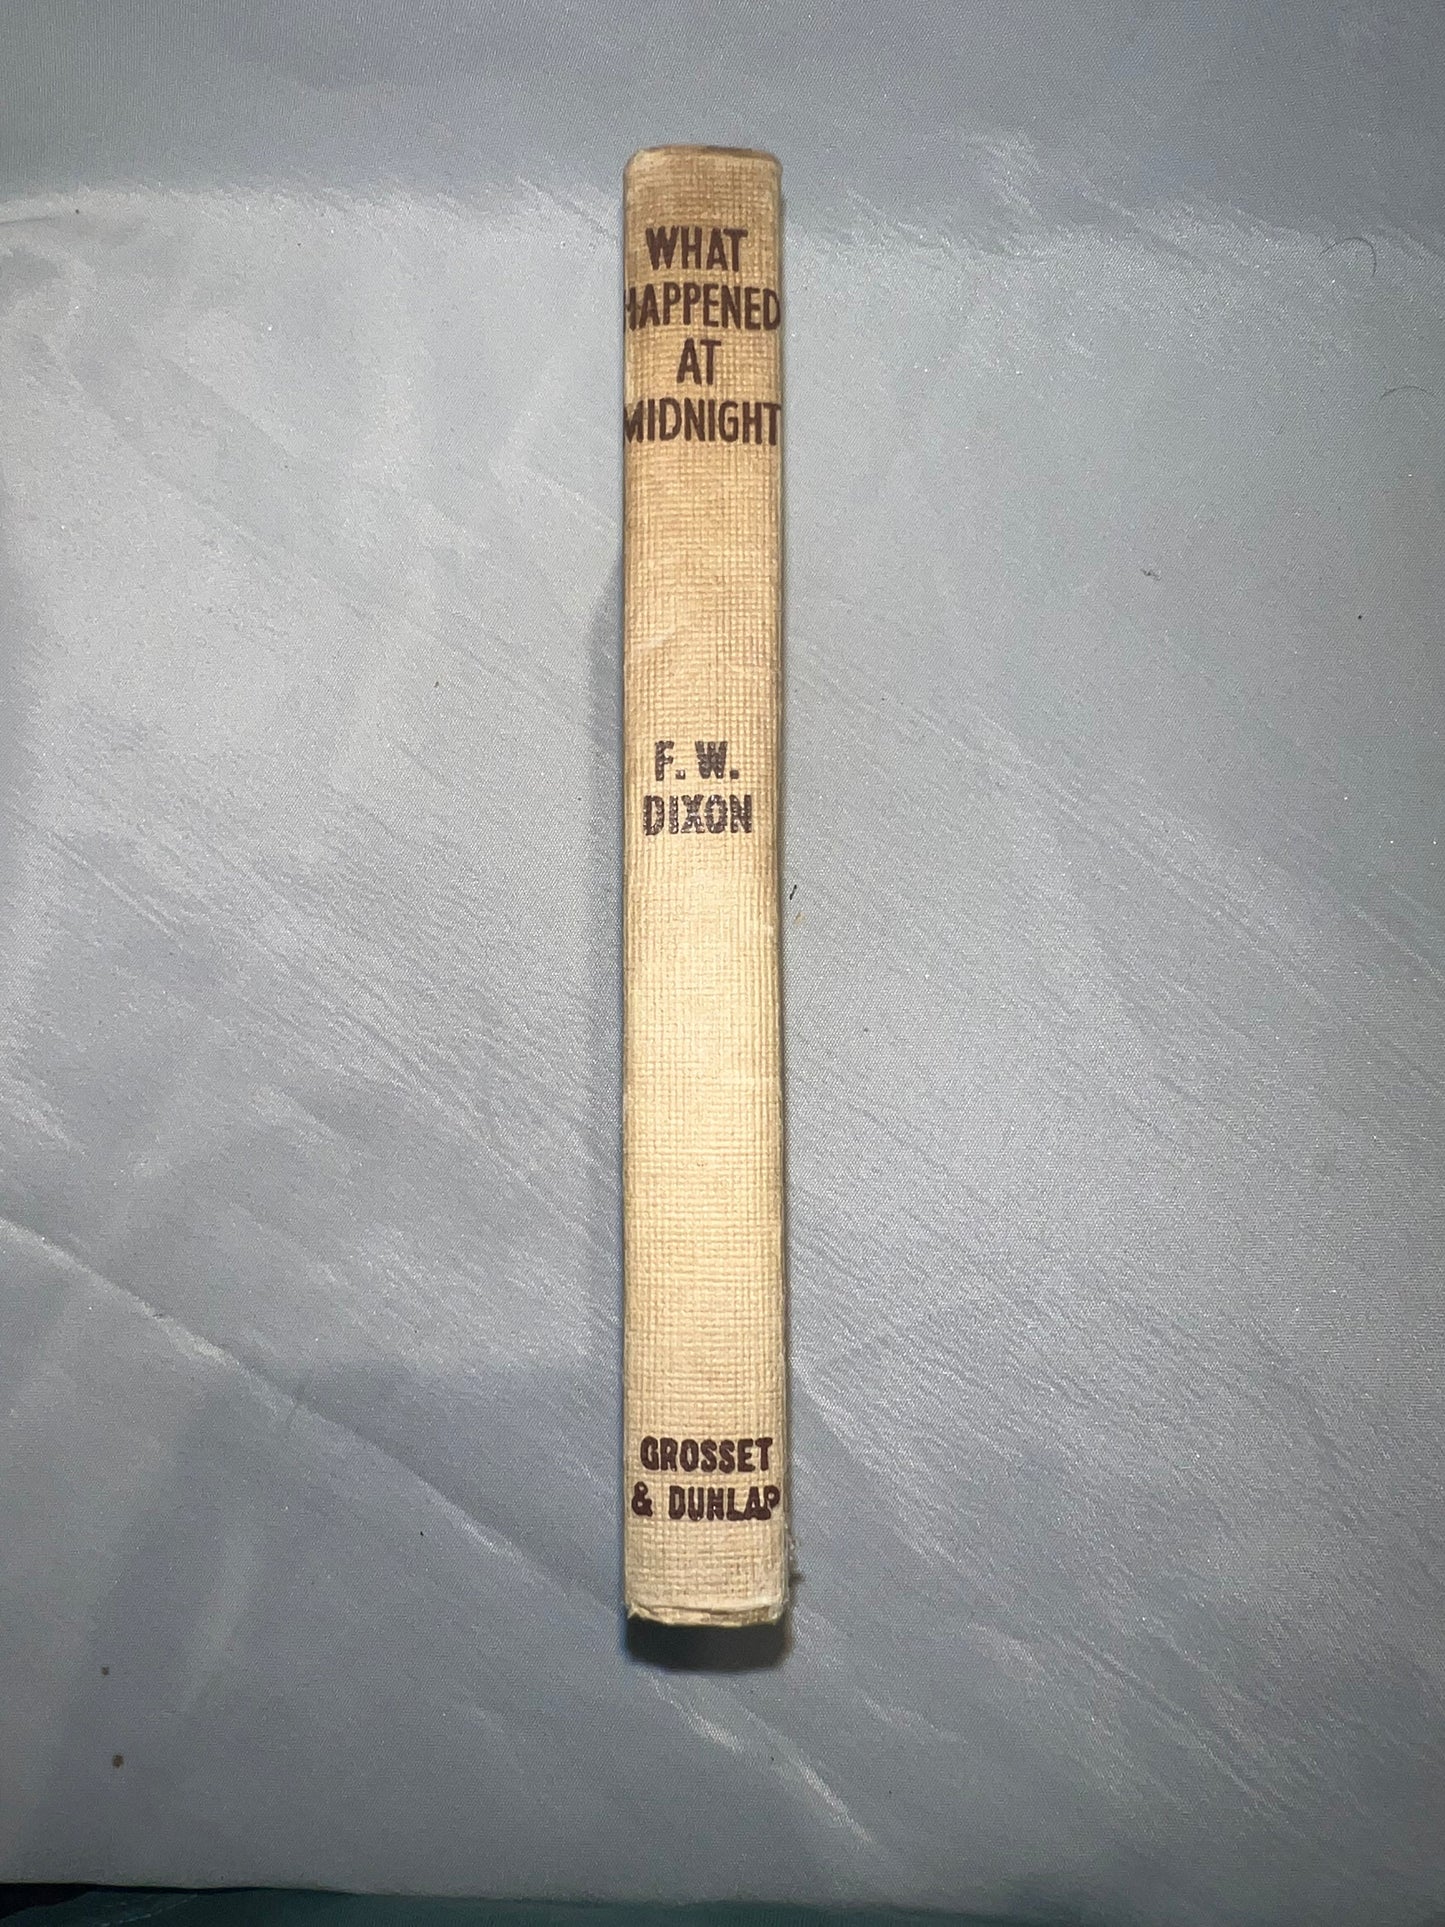 WHAT
HAPPENED
AT
MIDNIGHT
F. W.
DIXON
GROSSET
& DUNLAP